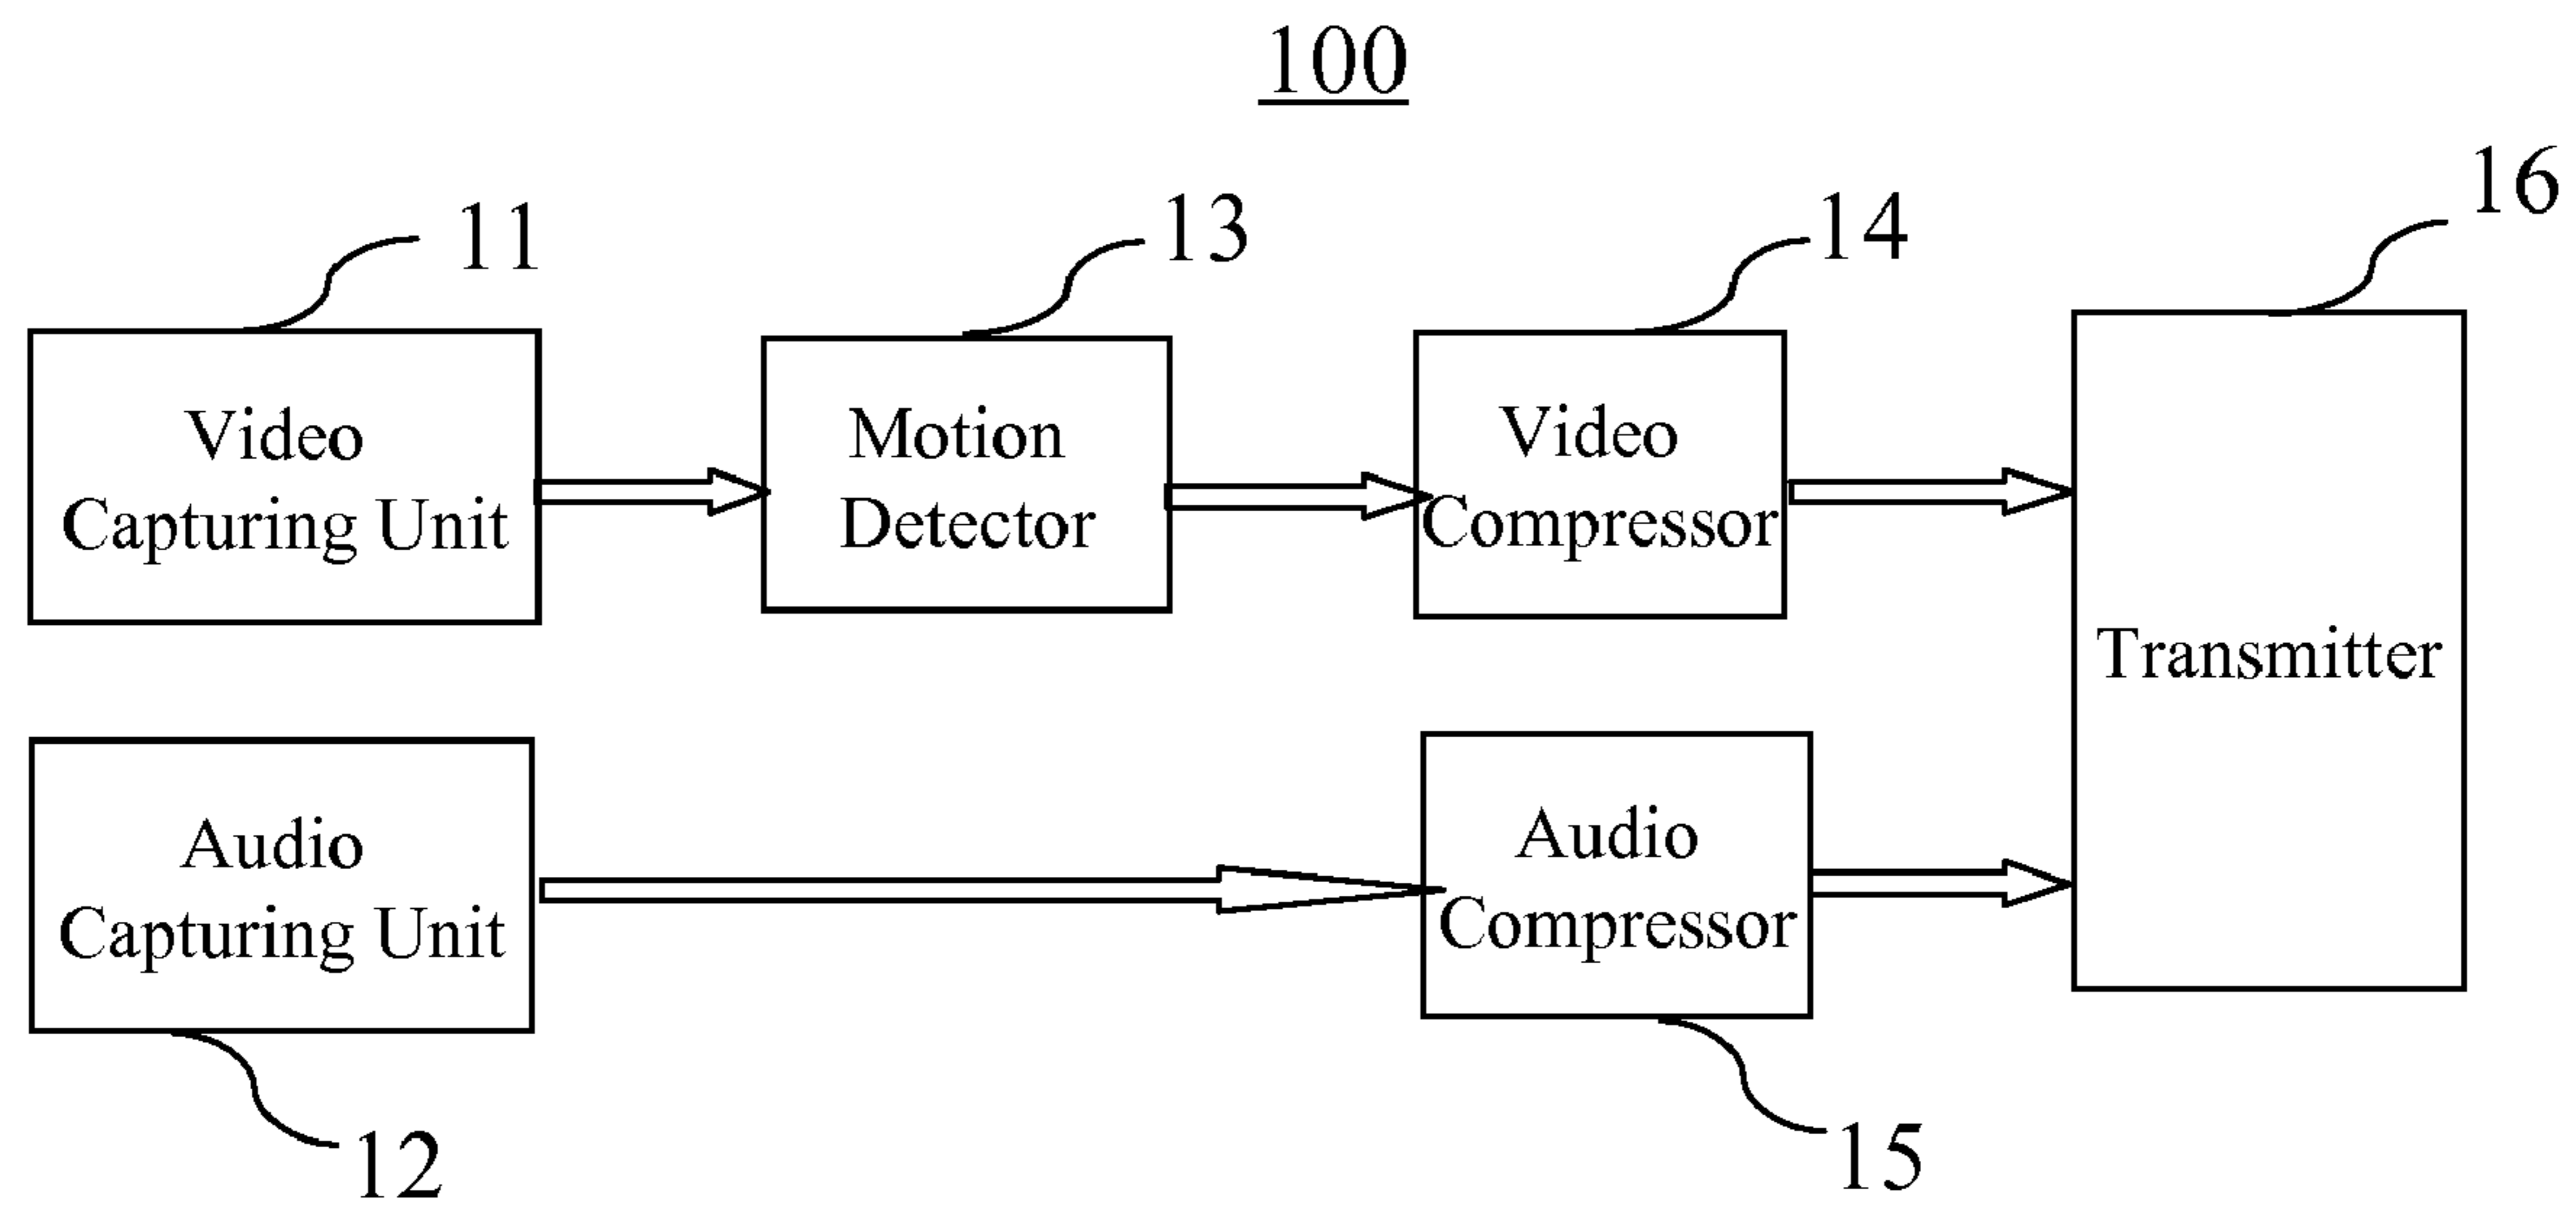 100
11
13
14
16
Video
Capturing Unit
Motion
Detector
Video
Compressor
Transmitter
Audio
Capturing Unit
Audio
Compressor
12
15